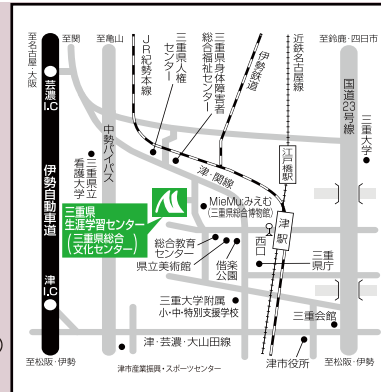 至名古屋・大阪
至関
至亀山
JR紀勢本線
三重県人権
センター
三重県身体障害者
総合福祉センター
伊勢鉄道
近鉄名古屋線
至鈴鹿・四日市
国道23号線
三重大学
芸濃
I.C
伊勢自動車道
津
I.C
中勢バイパス
三重県立
看護大学
江戸橋駅
津・関線
MieMu:みえむ
(三重県総合博物館)
三重県
生涯学習センター
(三重県総合
文化センター)
総合教育
センター
県立美術館
偕楽
公園
西口
津駅
三重
県庁
三重大学附属
小・中・特別支援学校
三重会館
津・芸濃・大山田線
津市役所
至松阪・伊勢
津市産業振興・スポーツセンター
至松阪・伊勢